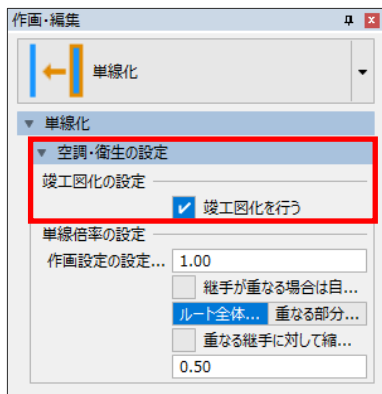 作画・編集
単線化
単線化
空調・衛生の設定
竣工図化の設定
竣工図化を行う
単線倍率の設定
作画設定の設定... 1.00
継手が重なる場合は自...
ルート全体... 重なる部分...
重なる継手に対して縮...
0.50